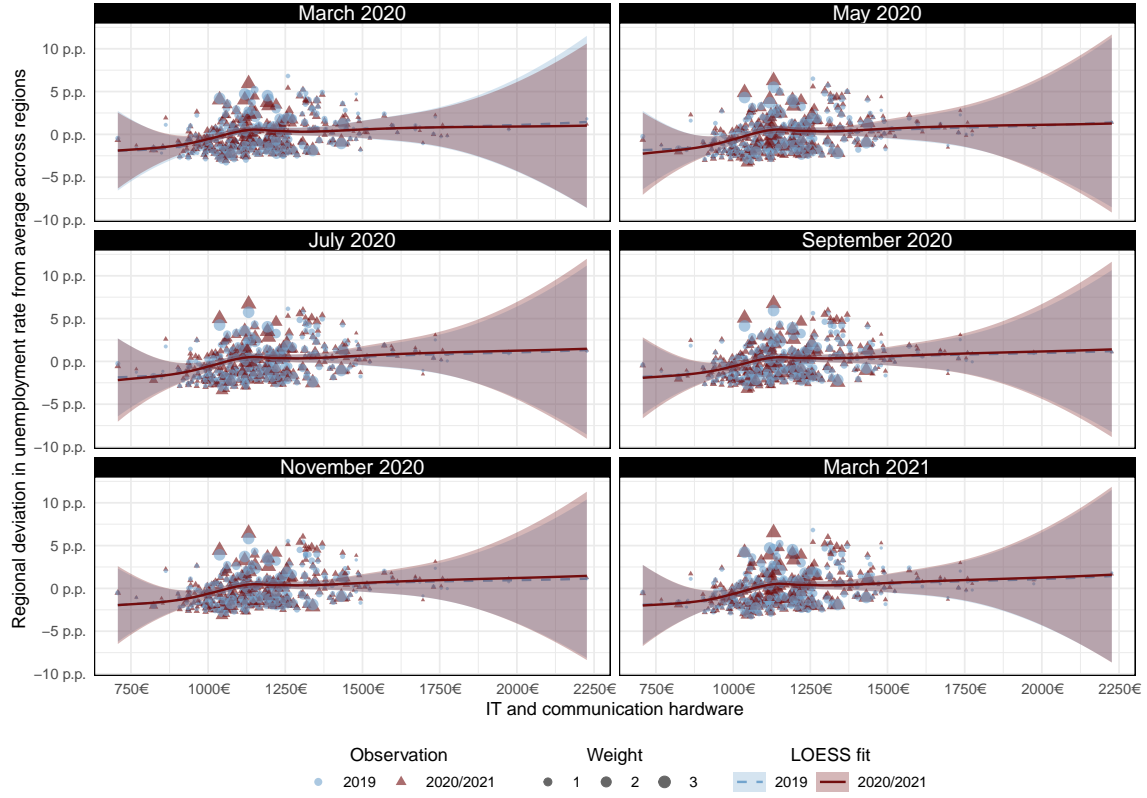 March 2020
May 2020
10 p.p.
5 p.p.
0 p.p.
−5 p.p.
−10 p.p.
July 2020
September 2020
10 p.p.
5 p.p.
0 p.p.
−5 p.p.
−10 p.p.
November 2020
March 2021
10 p.p.
5 p.p.
0 p.p.
−5 p.p.
−10 p.p.
Regional deviation in unemployment rate from average across regions
750€ 1000€ 1250€ 1500€ 1750€ 2000€ 2250€ 750€ 1000€ 1250€ 1500€ 1750€ 2000€ 2250€
IT and communication hardware
Observation Weight LOESS fit
2019 2020/2021 1 2 3 2019 2020/2021